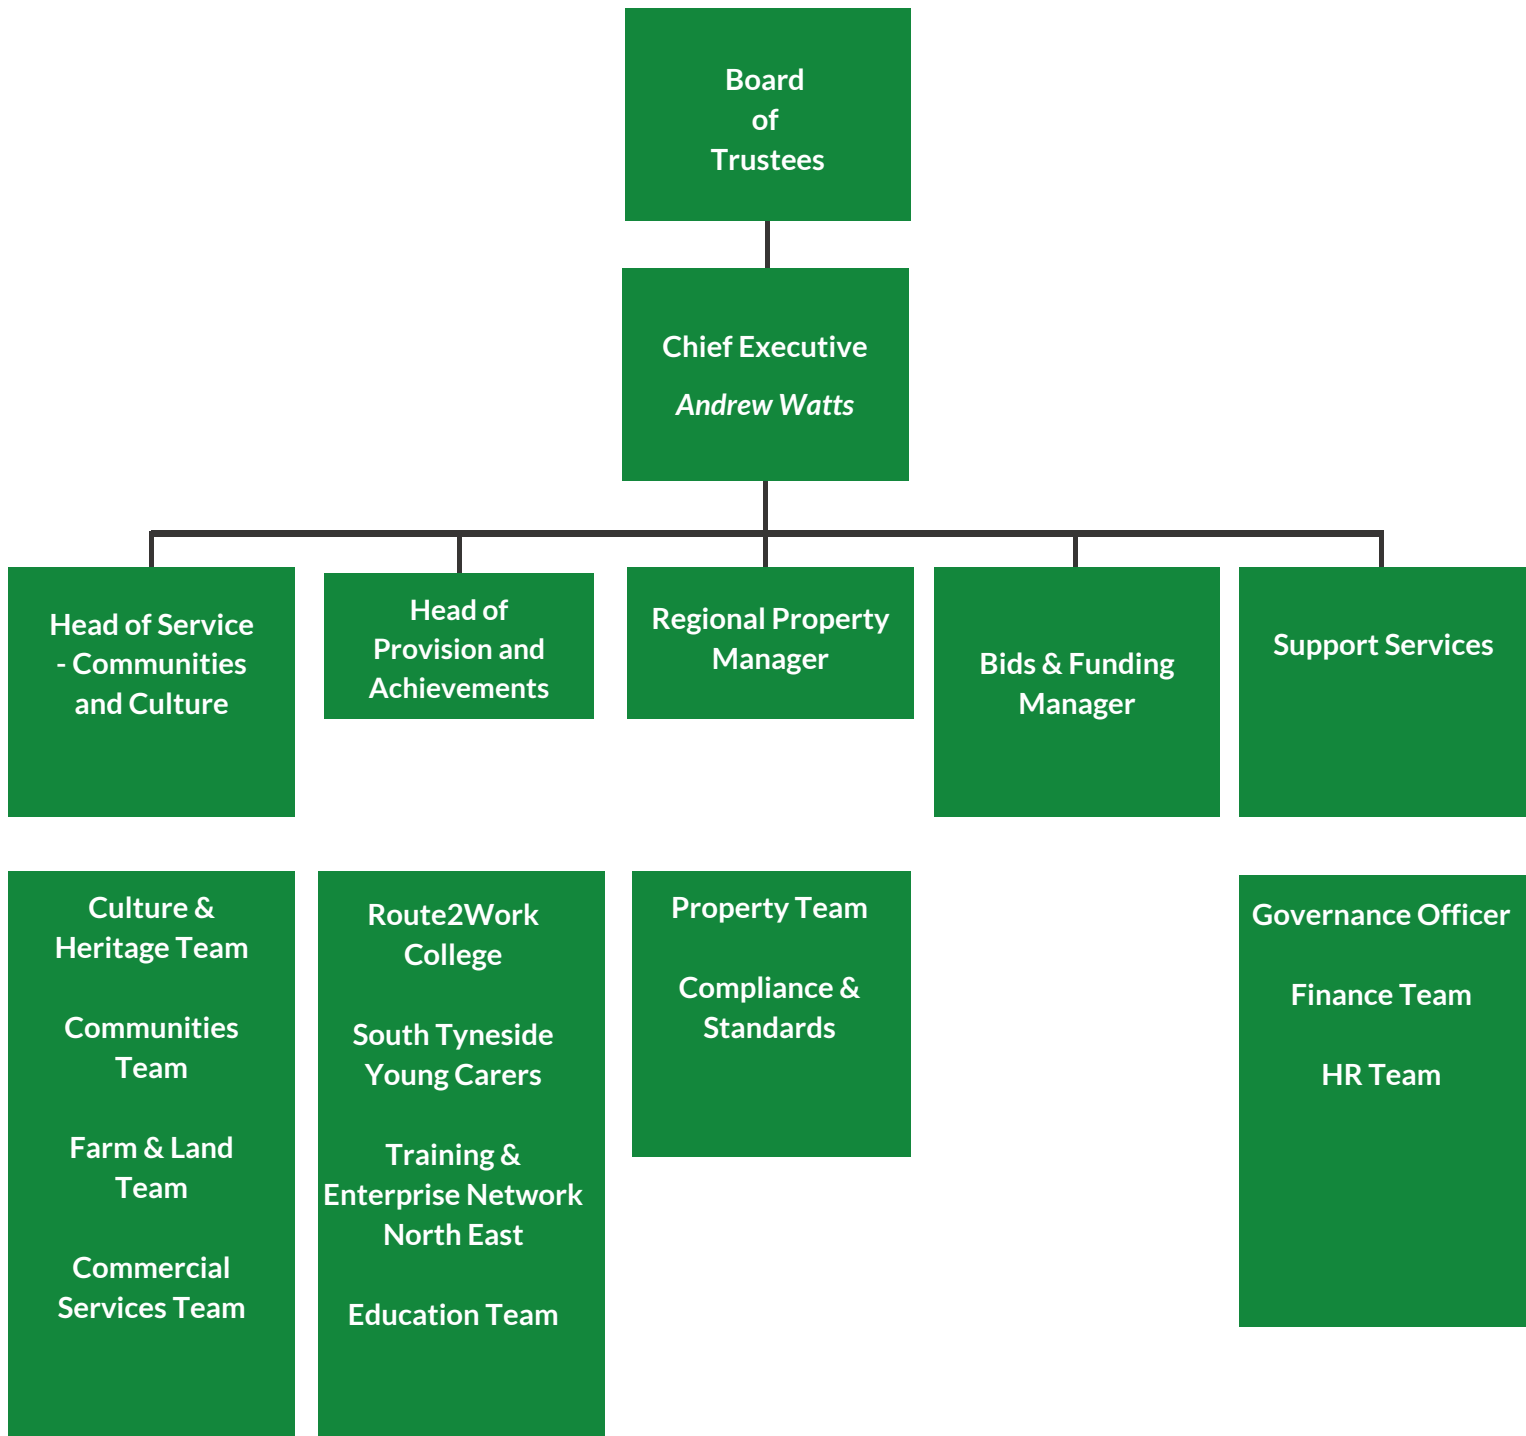 Board
of
Trustees
Chief Executive
Andrew Watts
Head of Service
- Communities
and Culture
Head of
Provision and
Achievements
Regional Property
Manager
Bids & Funding
Manager
Support Services
Culture &
Heritage Team
Communities
Team
Farm & Land
Team
Commercial
Services Team
Route2Work
College
South Tyneside
Young Carers
Training &
Enterprise Network
North East
Education Team
Property Team
Compliance &
Standards
Governance Officer
Finance Team
HR Team